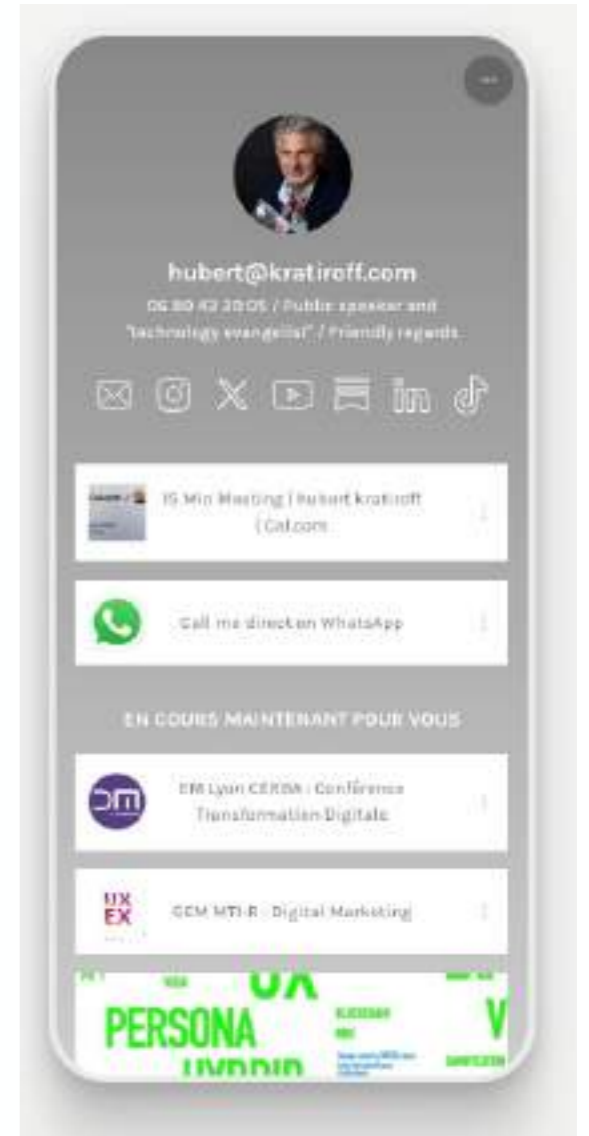 hubert@kratiroff.com
06 80 42 20 05 / Public speaker and
"technology evangelist" / Friendly regards
15 Min Meeting | hubert kratiroff
| Cal.com
Call me direct on WhatsApp
EN COURS MAINTENANT POUR VOUS
EM Lyon CERBA : Conférence
Transformation Digitale
UX
EX
GEM MTI-R : Digital Marketing
UX
PERSONA
HYBRID
V